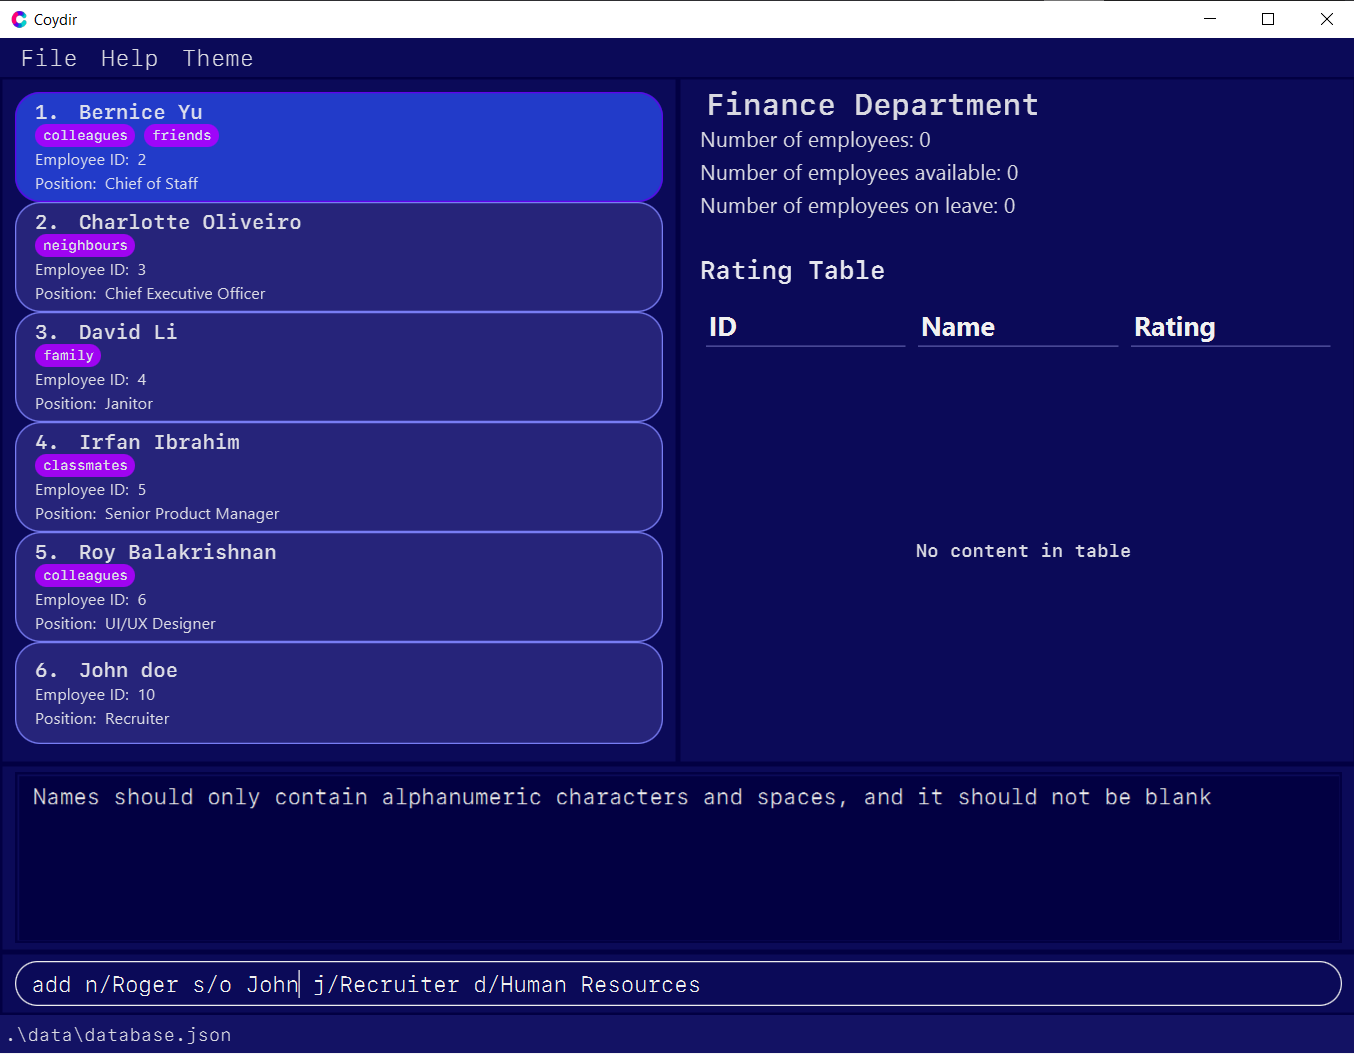 Coydir
File Help Theme
1. Bernice Yu
colleagues friends
Employee ID: 2
Position: Chief of Staff
2. Charlotte Oliveiro
neighbours
Employee ID: 3
Position: Chief Executive Officer
3. David Li
family
Employee ID: 4
Position: Janitor
4. Irfan Ibrahim
classmates
Employee ID: 5
Position: Senior Product Manager
5. Roy Balakrishnan
colleagues
Employee ID: 6
Position: UI/UX Designer
6. John doe
Employee ID: 10
Position: Recruiter
Finance Department
Number of employees: 0
Number of employees available: 0
Number of employees on leave: 0
Rating Table
ID Name Rating
No content in table
Names should only contain alphanumeric characters and spaces, and it should not be blank
add n/Roger s/o John j/Recruiter d/Human Resources
.\data\database.json